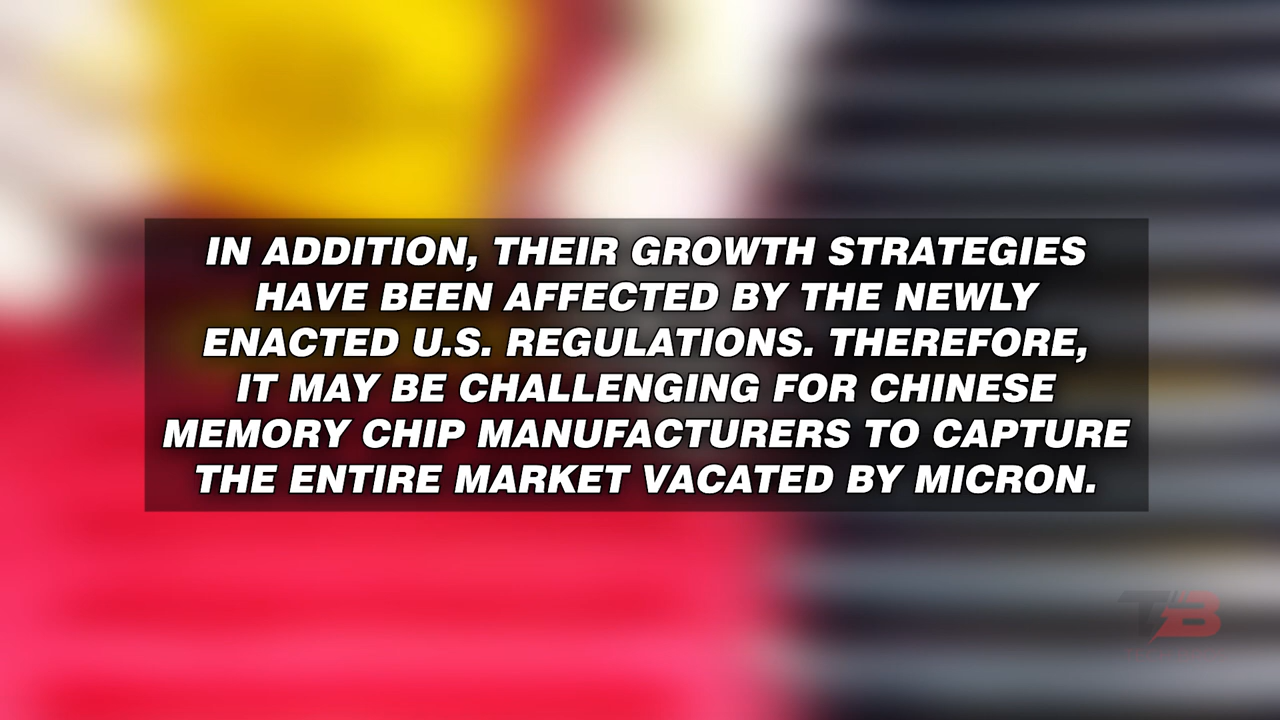 IN ADDITION, THEIR GROWTH STRATEGIES
HAVE BEEN AFFECTED BY THE NEWLY
ENACTED U.S. REGULATIONS. THEREFORE,
IT MAY BE CHALLENGING FOR CHINESE
MEMORY CHIP MANUFACTURERS TO CAPTURE
THE ENTIRE MARKET VACATED BY MICRON.
TB